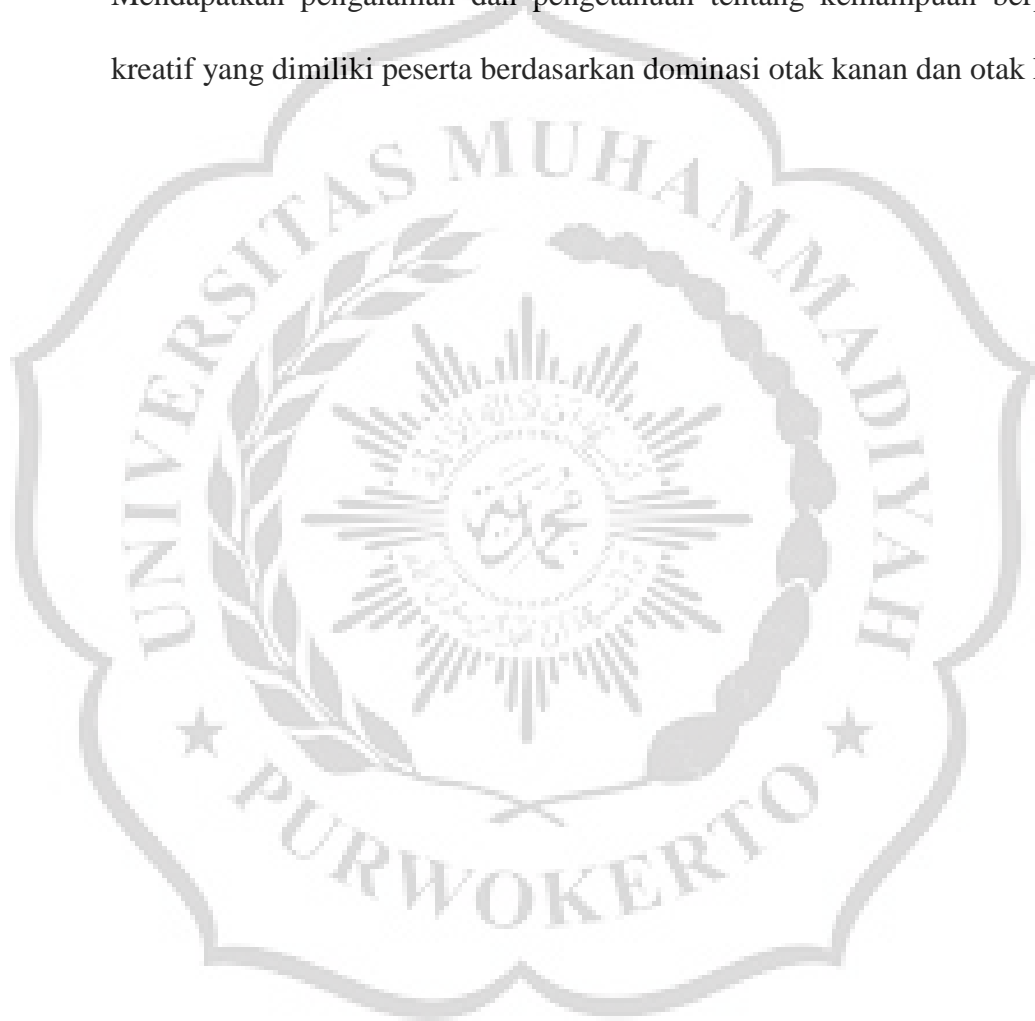 Mendapatkan pengalaman dan pengetahuan tentang kemampuan
kreatif yang dimiliki peserta berdasarkan dominasi otak kanan dan otak
UNIVERSITAS MUHAMMADIYAH
PURWOKERTO